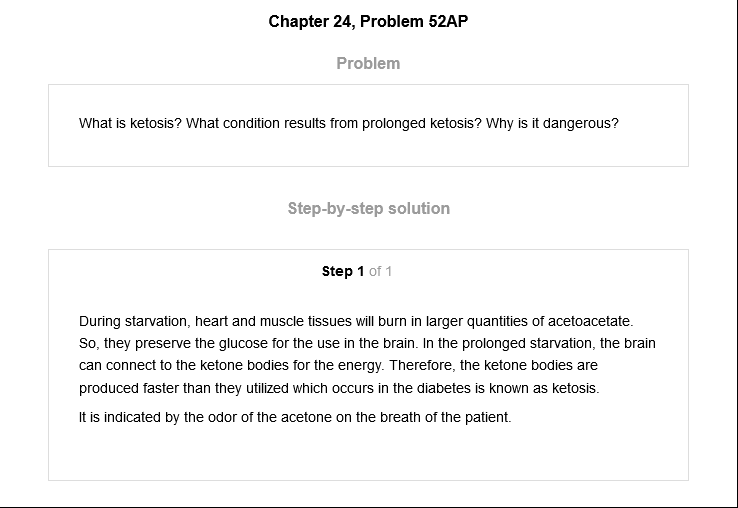 Chapter 24, Problem 52AP
Problem
What is ketosis? What condition results from prolonged ketosis? Why is it dangerous?
Step-by-step solution
Step 1 of 1
During starvation, heart and muscle tissues will burn in larger quantities of acetoacetate.
So, they preserve the glucose for the use in the brain. In the prolonged starvation, the brain
can connect to the ketone bodies for the energy. Therefore, the ketone bodies are
produced faster than they utilized which occurs in the diabetes is known as ketosis.
It is indicated by the odor of the acetone on the breath of the patient.